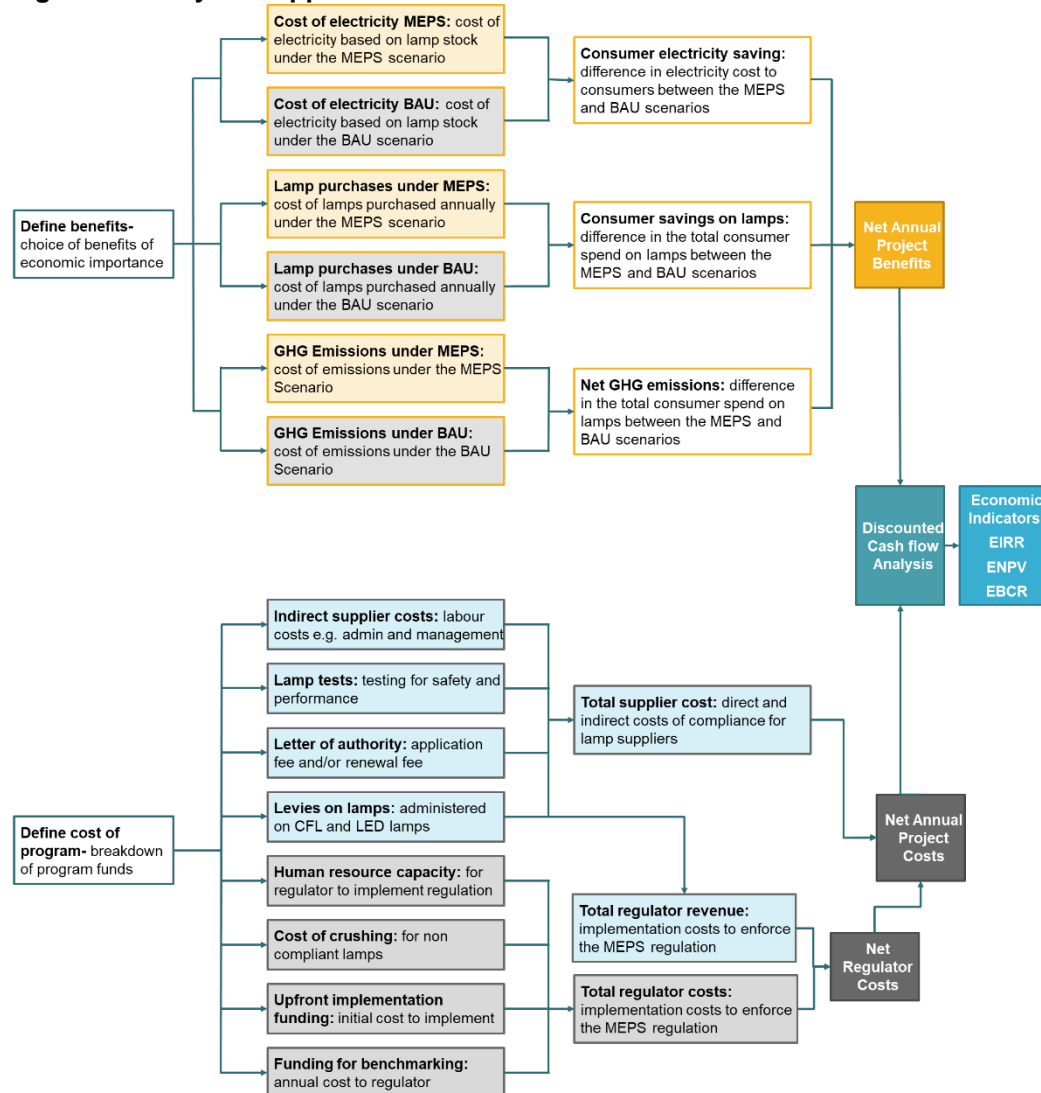 Cost of electricity MEPS: cost of
electricity based on lamp stock
under the MEPS scenario
Consumer electricity saving:
difference in electricity cost to
consumers between the MEPS
and BAU scenarios
Cost of electricity BAU: cost of
electricity based on lamp stock
under the BAU scenario
Lamp purchases under MEPS:
cost of lamps purchased annually
under the MEPS scenario
Define benefits-
choice of benefits of
economic importance
Consumer savings on lamps:
difference in the total consumer
spend on lamps between the
MEPS and BAU scenarios
Net Annual
Project
Benefits
Lamp purchases under BAU:
cost of lamps purchased annually
under the BAU scenario
GHG Emissions under MEPS:
cost of emissions under the MEPS
Scenario
Net GHG emissions: difference
in the total consumer spend on
lamps between the MEPS and
BAU scenarios
GHG Emissions under BAU:
cost of emissions under the BAU
Scenario
Discounted
Cash flow
Analysis
Economic
Indicators
EIRR
ENPV
EBCR
Indirect supplier costs: labour
costs e.g. admin and management
Lamp tests: testing for safety and
performance
Total supplier cost: direct and
indirect costs of compliance for
lamp suppliers
Letter of authority: application
fee and/or renewal fee
Levies on lamps: administered
on CFL and LED lamps
Define cost of
program- breakdown
of program funds
Net Annual
Project
Costs
Human resource capacity: for
regulator to implement regulation
Total regulator revenue:
implementation costs to enforce
the MEPS regulation
Cost of crushing: for non
compliant lamps
Net
Regulator
Costs
Upfront implementation
funding: initial cost to implement
Total regulator costs:
implementation costs to enforce
the MEPS regulation
Funding for benchmarking:
annual cost to regulator